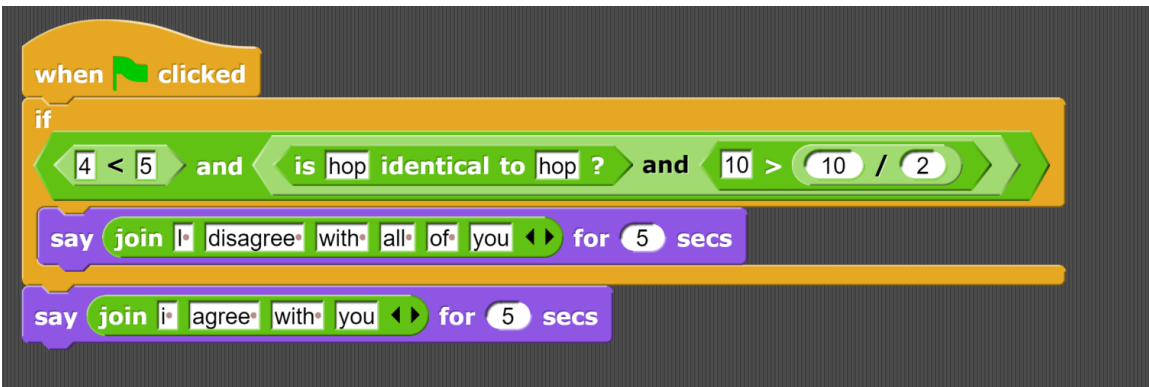 when clicked
if
4 < 5 and is hop identical to hop ? and 10 > 10 / 2
say join I disagree with all of you for 5 secs
say join i agree with you for 5 secs